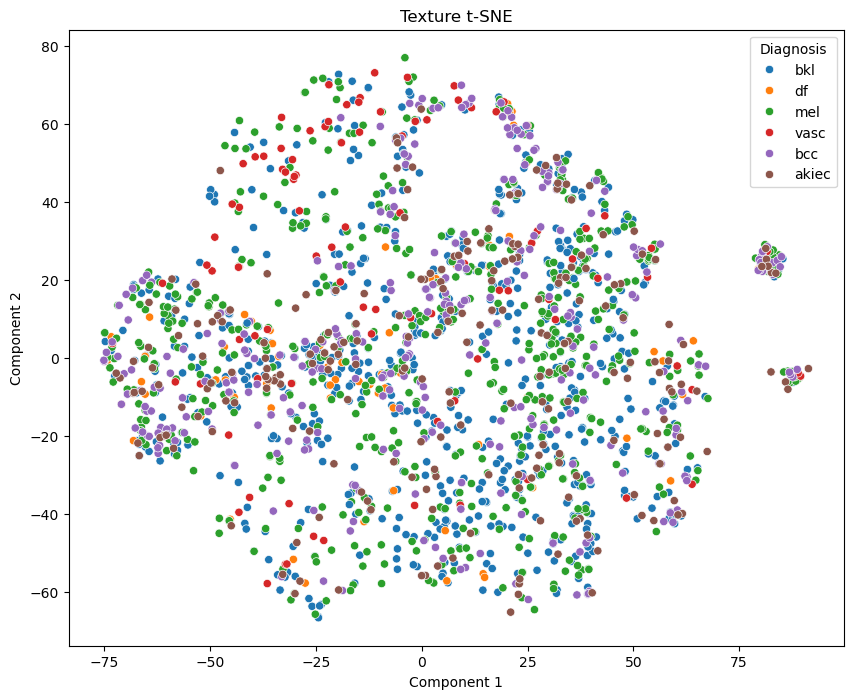 Texture t-SNE
Diagnosis
bkl
df
mel
vasc
bcc
akiec
80
60
40
20
0
−20
−40
−60
Component 2
−75
−50
−25
0
25
50
75
Component 1